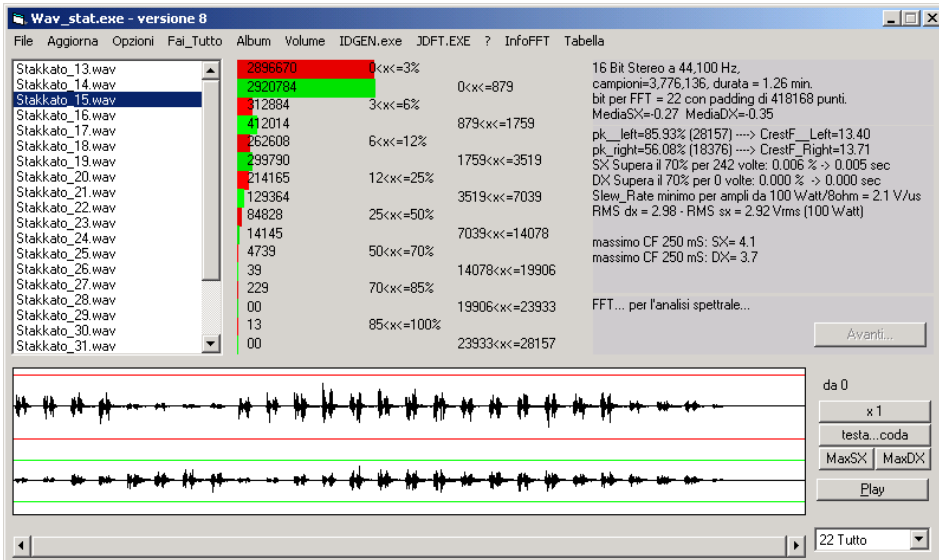 Wav_stat.exe - versione 8
File Aggiorna Opzioni Fai_Tutto Album Volume IDGEN.exe JDFT.EXE ? InfoFFT Tabella
Stakkato_13.wav
Stakkato_14.wav
Stakkato_15.wav
Stakkato_16.wav
Stakkato_17.wav
Stakkato_18.wav
Stakkato_19.wav
Stakkato_20.wav
Stakkato_21.wav
Stakkato_22.wav
Stakkato_23.wav
Stakkato_24.wav
Stakkato_25.wav
Stakkato_26.wav
Stakkato_27.wav
Stakkato_28.wav
Stakkato_29.wav
Stakkato_30.wav
Stakkato_31.wav
2896670 0<x<=3%
2920784 0<x<=879
312884 3<x<=6%
412014 879<x<=1759
262608 6<x<=12%
299790 1759<x<=3519
214165 12<x<=25%
129364 3519<x<=7039
84828 25<x<=50%
14145 7039<x<=14078
4739 50<x<=70%
39 14078<x<=19906
229 70<x<=85%
00 19906<x<=23933
13 85<x<=100%
00 23933<x<=28157
16 Bit Stereo a 44,100 Hz,
campioni=3,776,136, durata = 1.26 min.
bit per FFT = 22 con padding di 418168 punti.
MediaSX=-0.27 MediaDX=-0.35
pk__left=85.93% (28157) ----> CrestF__Left=13.40
pk_right=56.08% (18376) ----> CrestF_Right=13.71
SX Supera il 70% per 242 volte: 0.006 % -> 0.005 sec
DX Supera il 70% per 0 volte: 0.000 % -> 0.000 sec
Slew_Rate minimo per ampli da 100 Watt/8ohm = 2.1 V/us
RMS dx = 2.98 - RMS sx = 2.92 Vrms (100 Watt)
massimo CF 250 mS: SX= 4.1
massimo CF 250 mS: DX= 3.7
FFT... per l'analisi spettrale...
Avanti...
da 0
x 1
testa...coda
MaxSX MaxDX
Play
22 Tutto